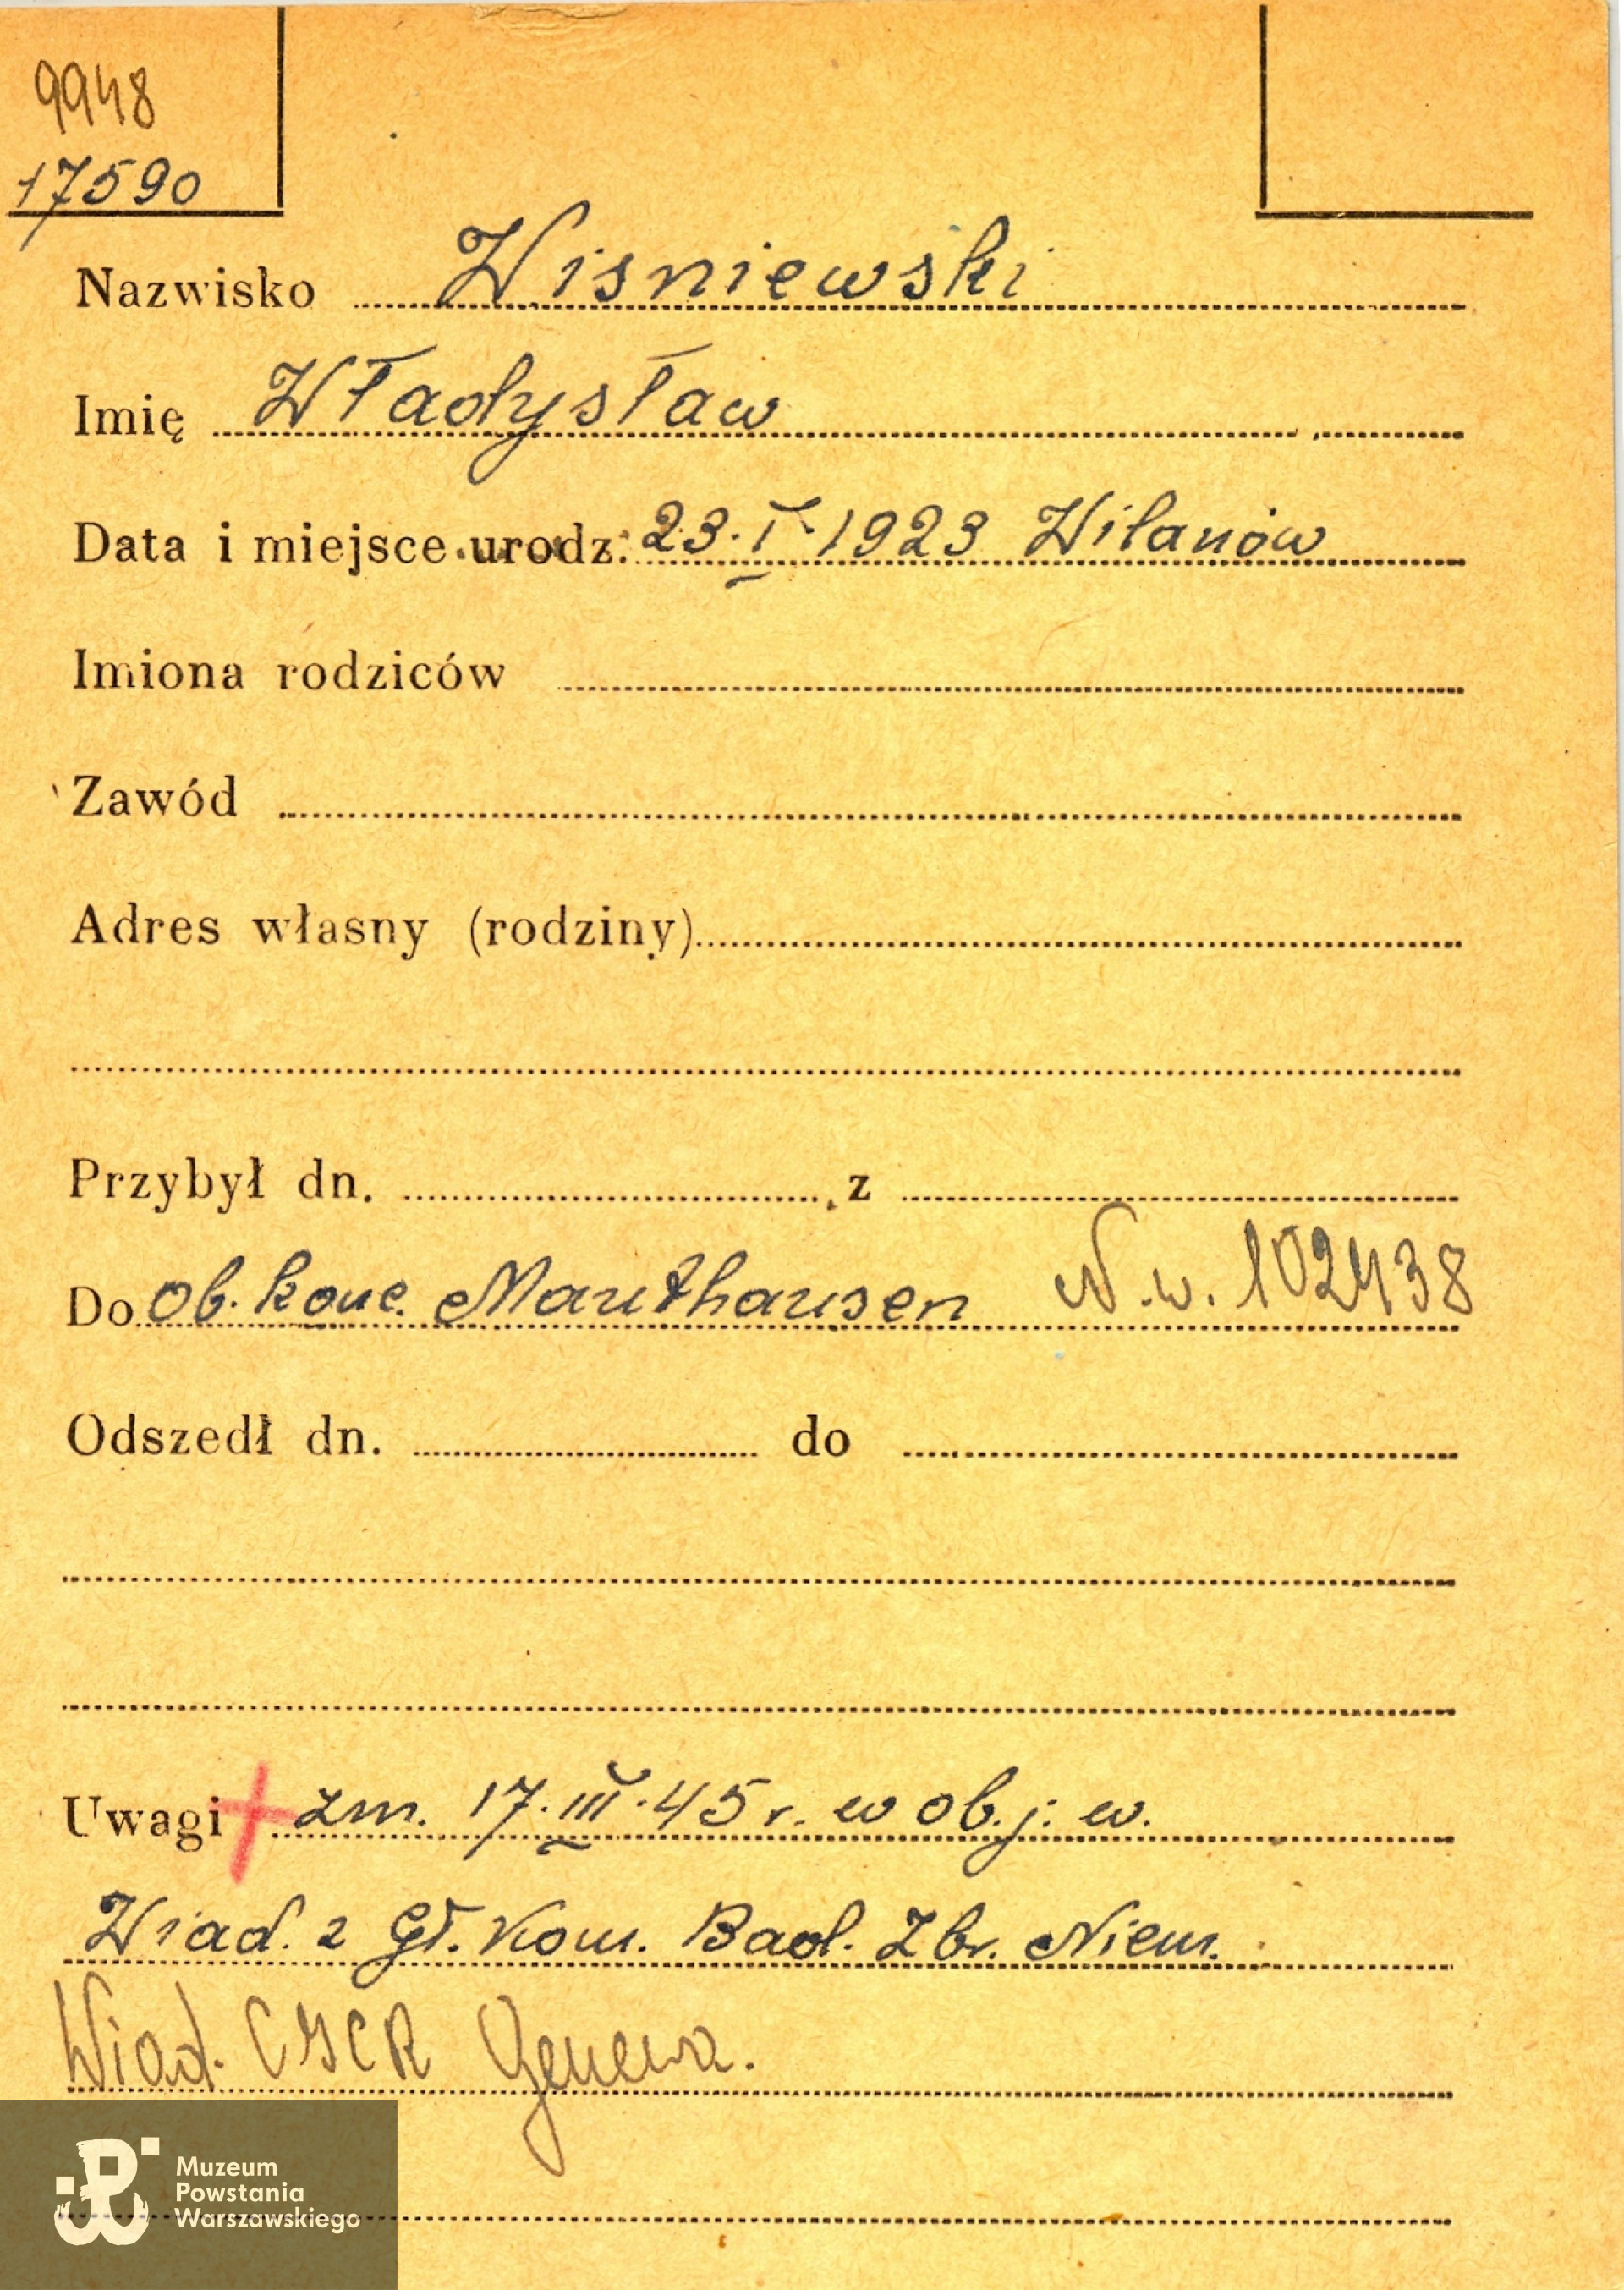 9948
17590
Nazwisko Wisniewski
Imię Władysław
Data i miejsce urodz. 23.I.1923 Wilanów
Imiona rodziców
Zawód
Adres własny (rodziny)
Przybył dn. z
Do Ob. konc. Mauthausen N.w. 102438
Odszedł dn. do
Uwagi + zm. 17.III.45 r. w ob. j. w.
Wiad. z Gł. Kom. Bad. Zbr. Niem.
Wiad. CICR Genewa.
Muzeum
Powstania
Warszawskiego